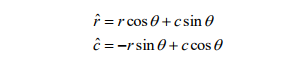 r̂ = r cos θ + c sin θ
ĉ = −r sin θ + c cos θ